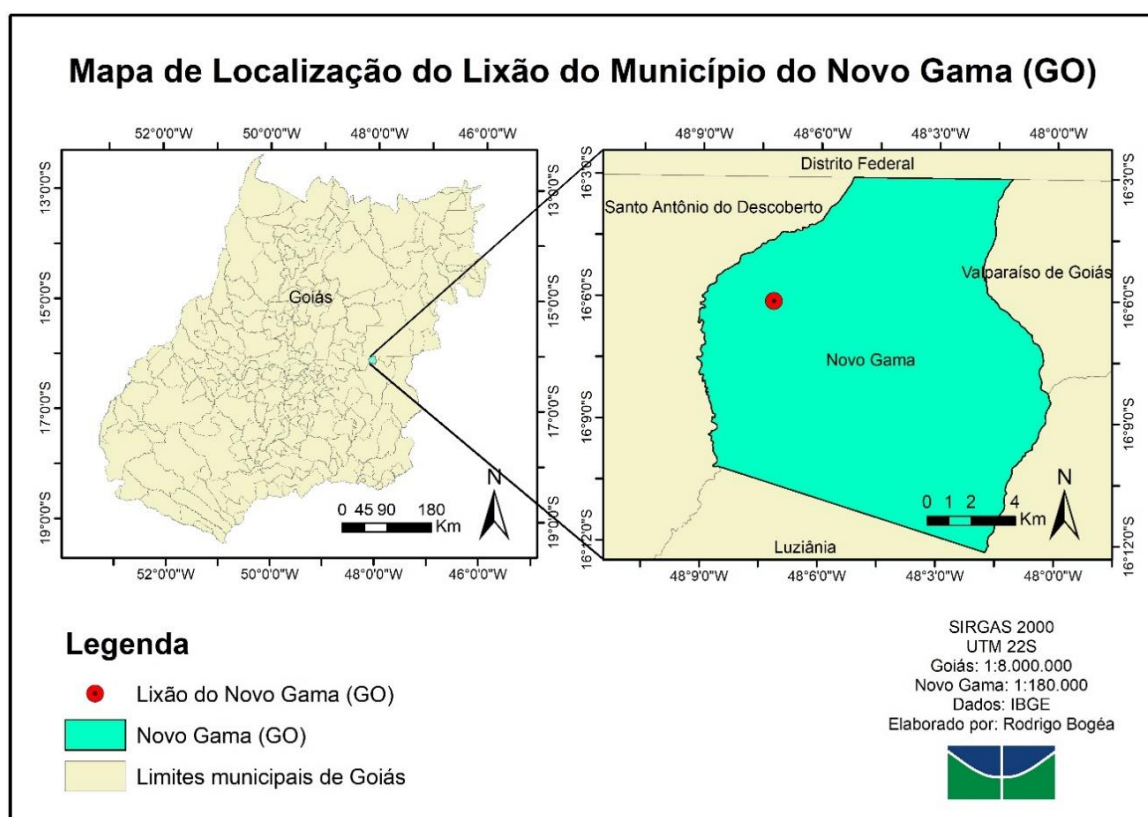 Mapa de Localização do Lixão do Município do Novo Gama (GO)
52°0'0"W 50°0'0"W 48°0'0"W 46°0'0"W
13°0'0"S
15°0'0"S
17°0'0"S
19°0'0"S
Goiás
13°0'0"S
15°0'0"S
17°0'0"S
19°0'0"S
N
0 45 90 180
Km
52°0'0"W 50°0'0"W 48°0'0"W 46°0'0"W
48°9'0"W 48°6'0"W 48°3'0"W 48°0'0"W
16°3'0"S
16°6'0"S
16°9'0"S
16°12'0"S
Distrito Federal
Santo Antônio do Descoberto
Valparaíso de Goiás
Novo Gama
Luziânia
N
0 1 2 4
Km
16°3'0"S
16°6'0"S
16°9'0"S
16°12'0"S
48°9'0"W 48°6'0"W 48°3'0"W 48°0'0"W
Legenda
Lixão do Novo Gama (GO)
Novo Gama (GO)
Limites municipais de Goiás
SIRGAS 2000
UTM 22S
Goiás: 1:8.000.000
Novo Gama: 1:180.000
Dados: IBGE
Elaborado por: Rodrigo Bogéa